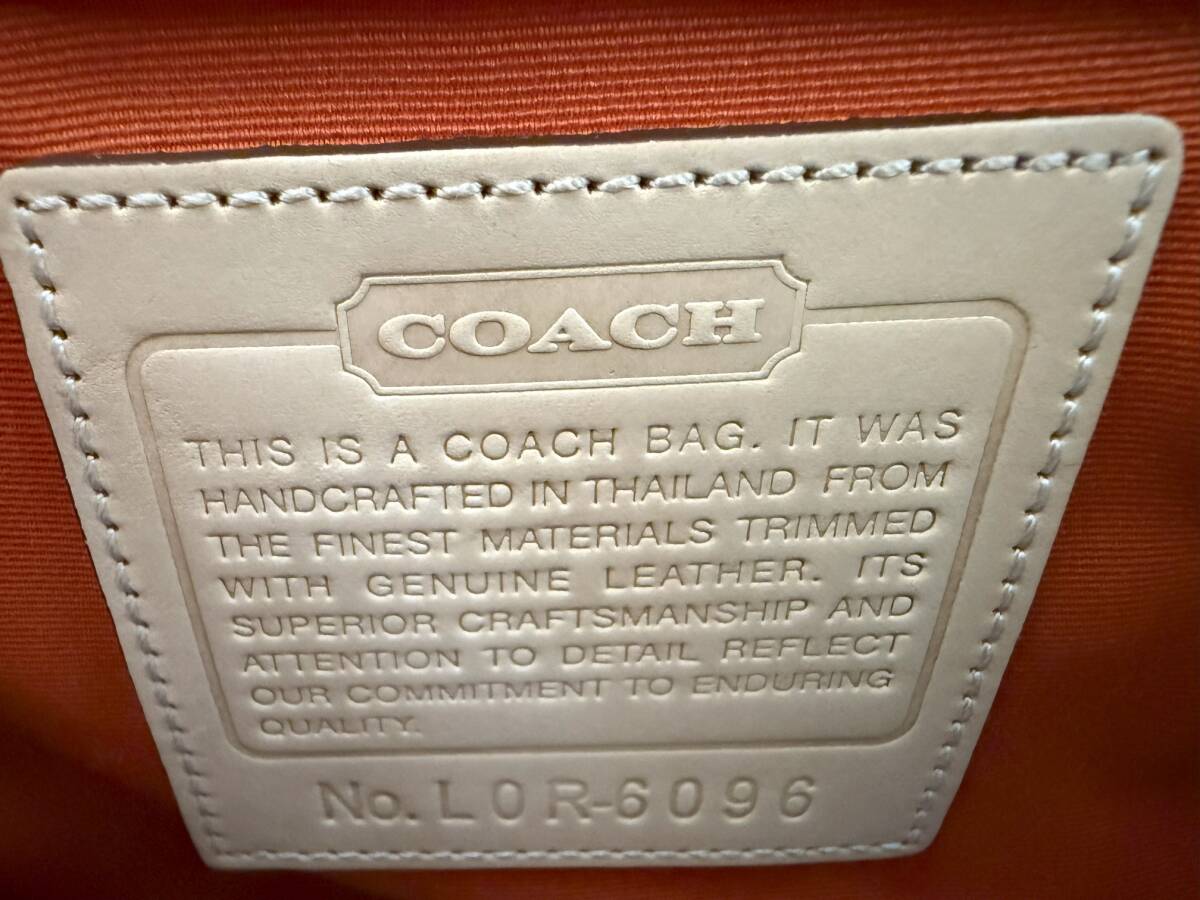 COACH
THIS IS A COACH BAG. IT WAS
HANDCRAFTED IN THAILAND FROM
THE FINEST MATERIALS TRIMMED
WITH GENUINE LEATHER. ITS
SUPERIOR CRAFTSMANSHIP AND
ATTENTION TO DETAIL REFLECT
OUR COMMITMENT TO ENDURING
QUALITY.
No. L0R-6096